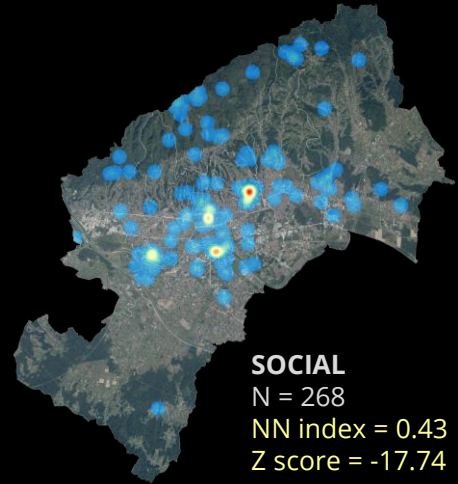 SOCIAL
N = 268
NN index = 0.43
Z score = -17.74